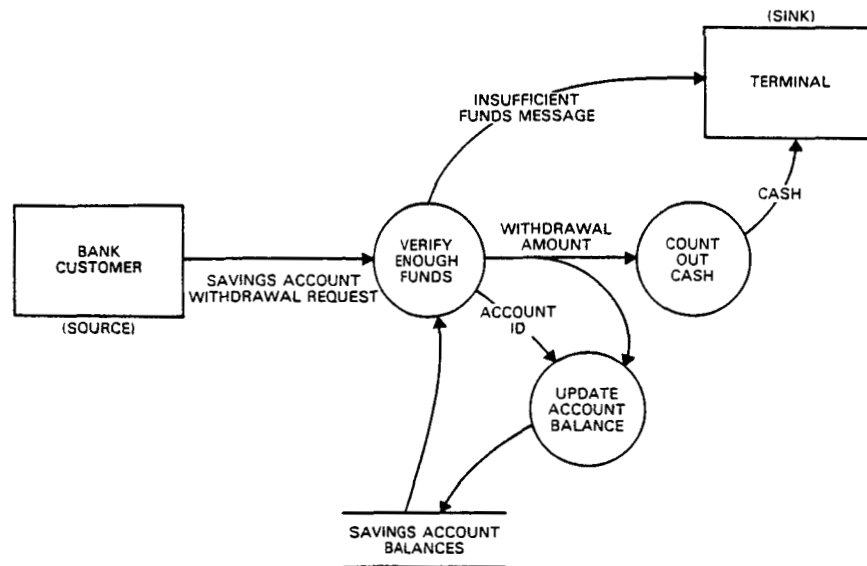 (SINK)
TERMINAL
INSUFFICIENT
FUNDS MESSAGE
CASH
BANK
CUSTOMER
(SOURCE)
SAVINGS ACCOUNT
WITHDRAWAL REQUEST
VERIFY
ENOUGH
FUNDS
WITHDRAWAL
AMOUNT
COUNT
OUT
CASH
ACCOUNT
ID
UPDATE
ACCOUNT
BALANCE
SAVINGS ACCOUNT
BALANCES